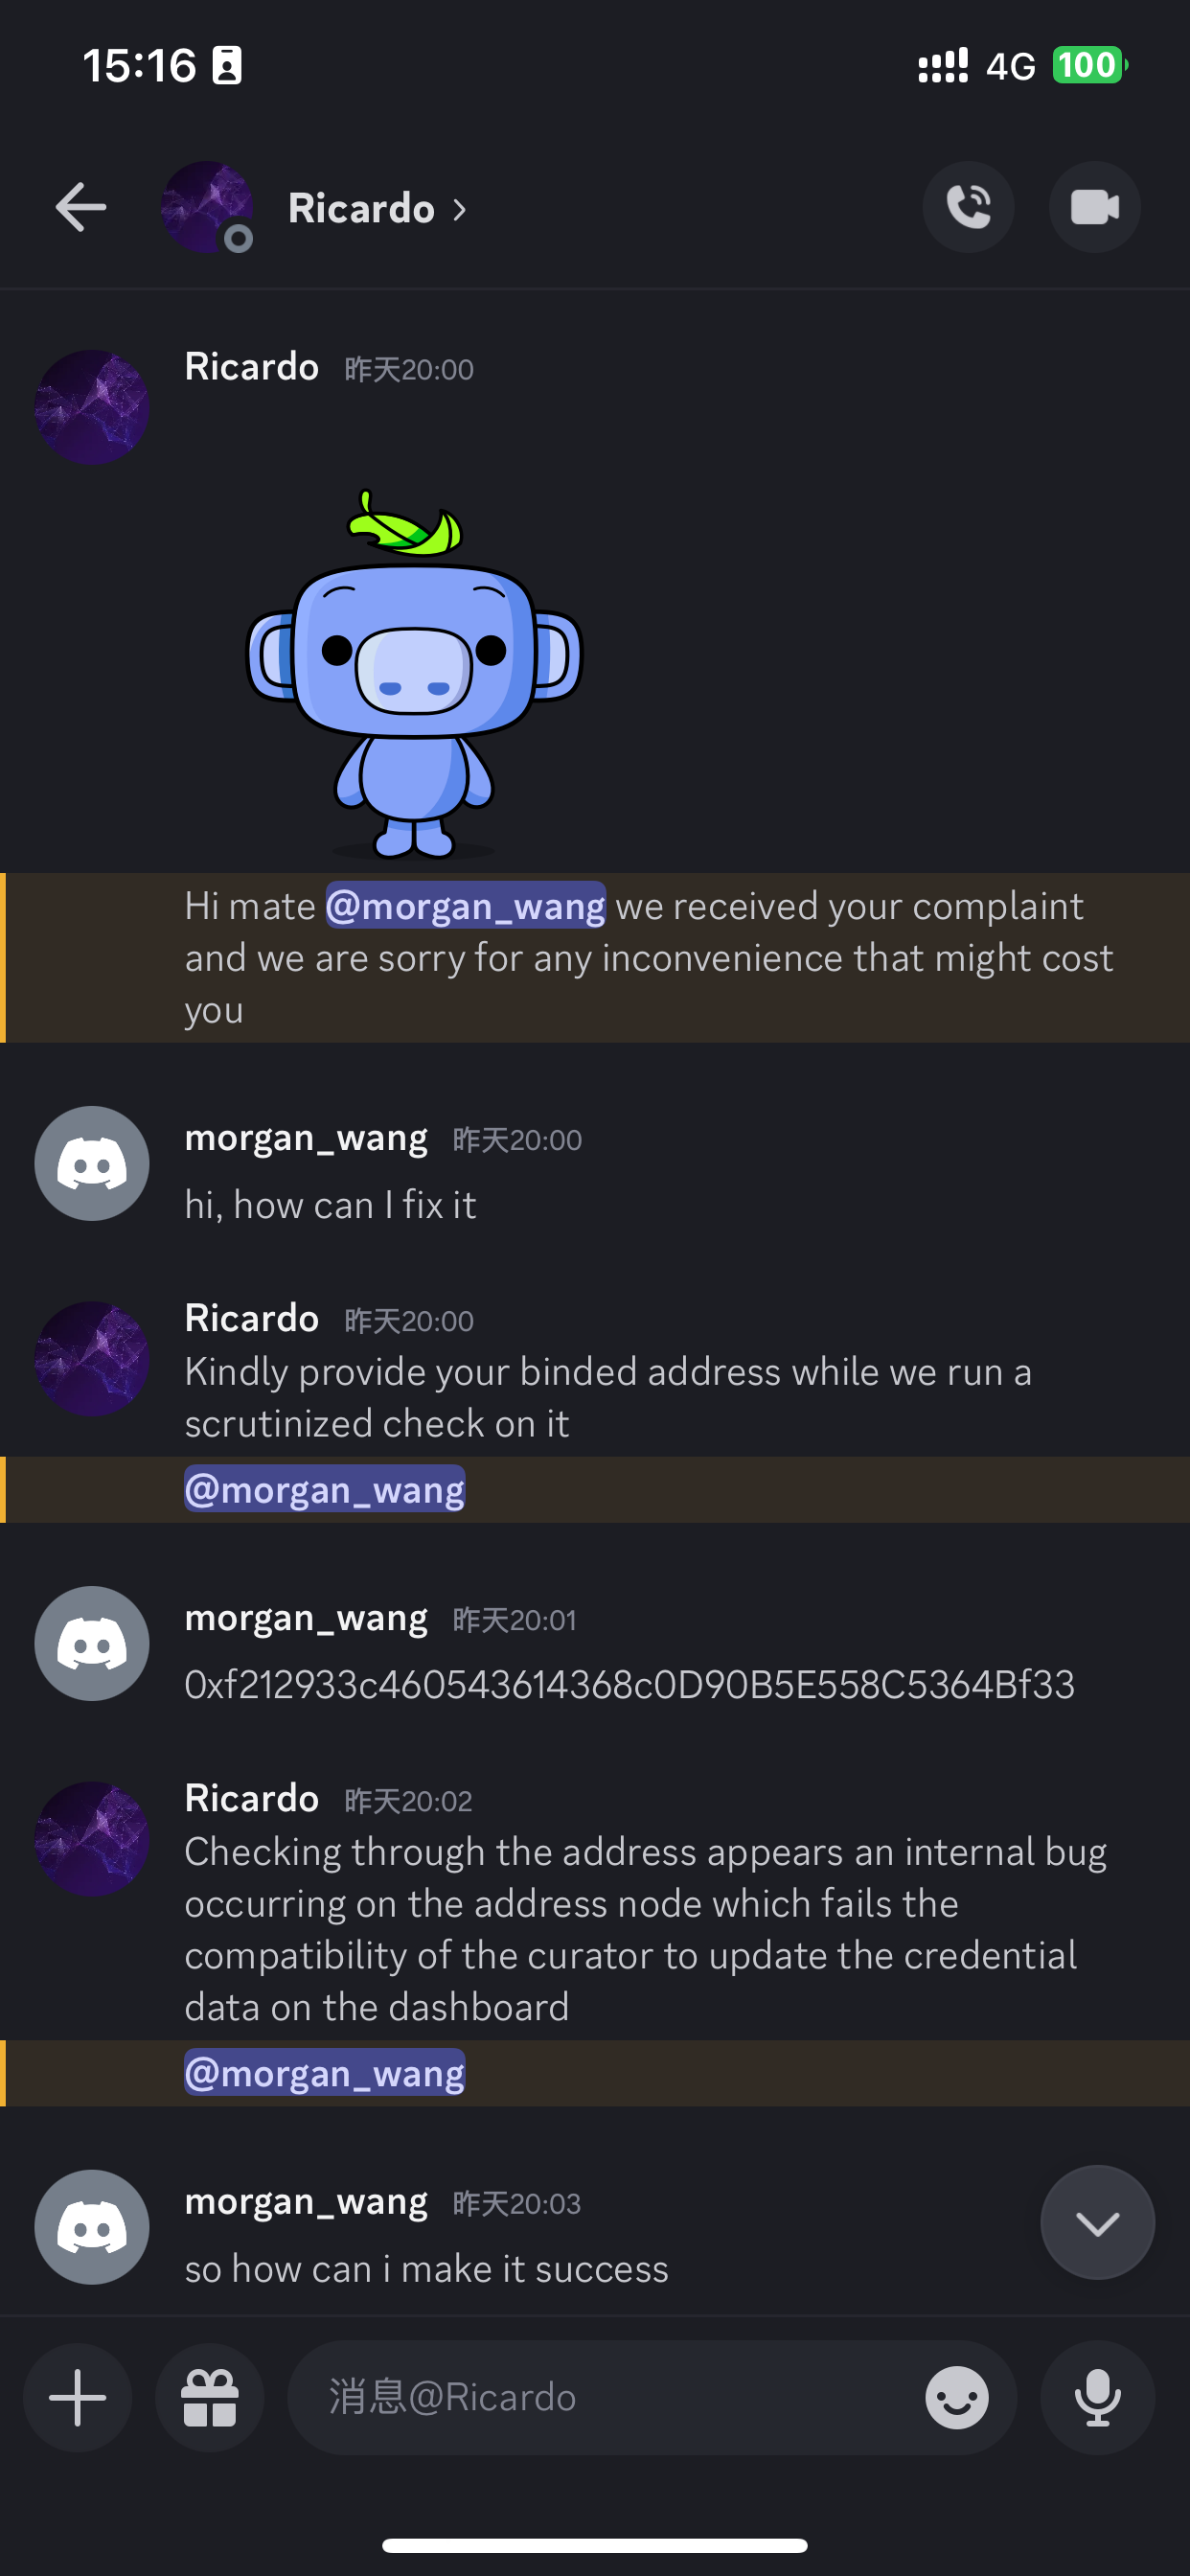 15:16
4G 100
Ricardo
Ricardo 昨天20:00
Hi mate @morgan_wang we received your complaint
and we are sorry for any inconvenience that might cost
you
morgan_wang 昨天20:00
hi, how can I fix it
Ricardo 昨天20:00
Kindly provide your binded address while we run a
scrutinized check on it
@morgan_wang
morgan_wang 昨天20:01
0xf212933c460543614368c0D90B5E558C5364Bf33
Ricardo 昨天20:02
Checking through the address appears an internal bug
occurring on the address node which fails the
compatibility of the curator to update the credential
data on the dashboard
@morgan_wang
morgan_wang 昨天20:03
so how can i make it success
消息@Ricardo